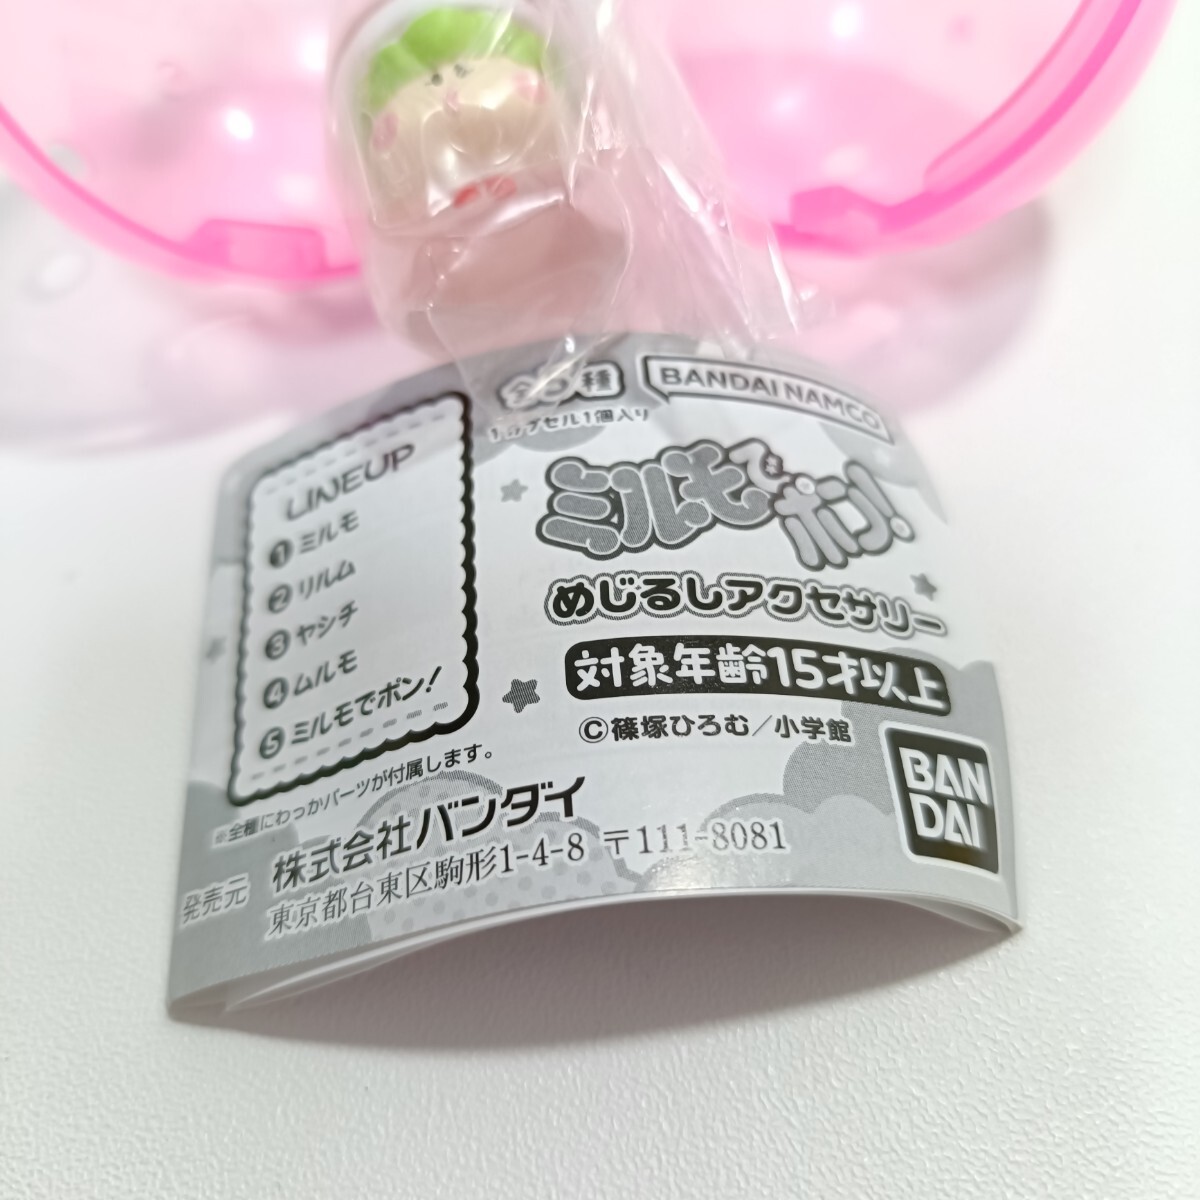 全5種
1カプセル1個入り
BANDAI NAMCO
ミルモでポン!
めじるしアクセサリー
対象年齢15才以上
©篠塚ひろむ/小学館
LINEUP
1 ミルモ
2 リルム
3 ヤシチ
4 ムルモ
5 ミルモでポン!
※全種にわっかパーツが付属します。
発売元 株式会社バンダイ
東京都台東区駒形1-4-8 〒111-8081
BAN
DAI